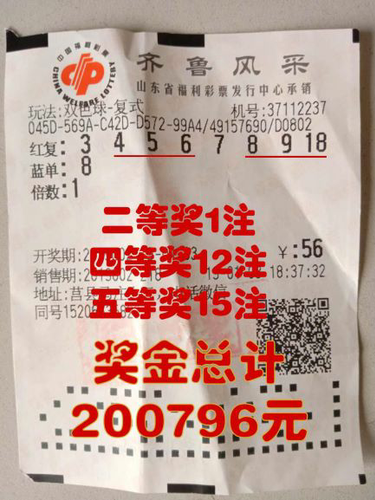 中国福利彩票
CHINA WELFARE LOTTERY
齐鲁风采
山东省福利彩票发行中心承销
玩法:双色球-复式 机号:37112237
045D-569A-C42D-D572-99A4/49157690/D0802
红复: 3 4 5 6 7 8 9 18
蓝单: 8
倍数:1
二等奖1注
开奖期: ¥:56
四等奖12注
销售期: 18:37:32
地址:莒县 微信
五等奖15注
同号
奖金总计
200796元